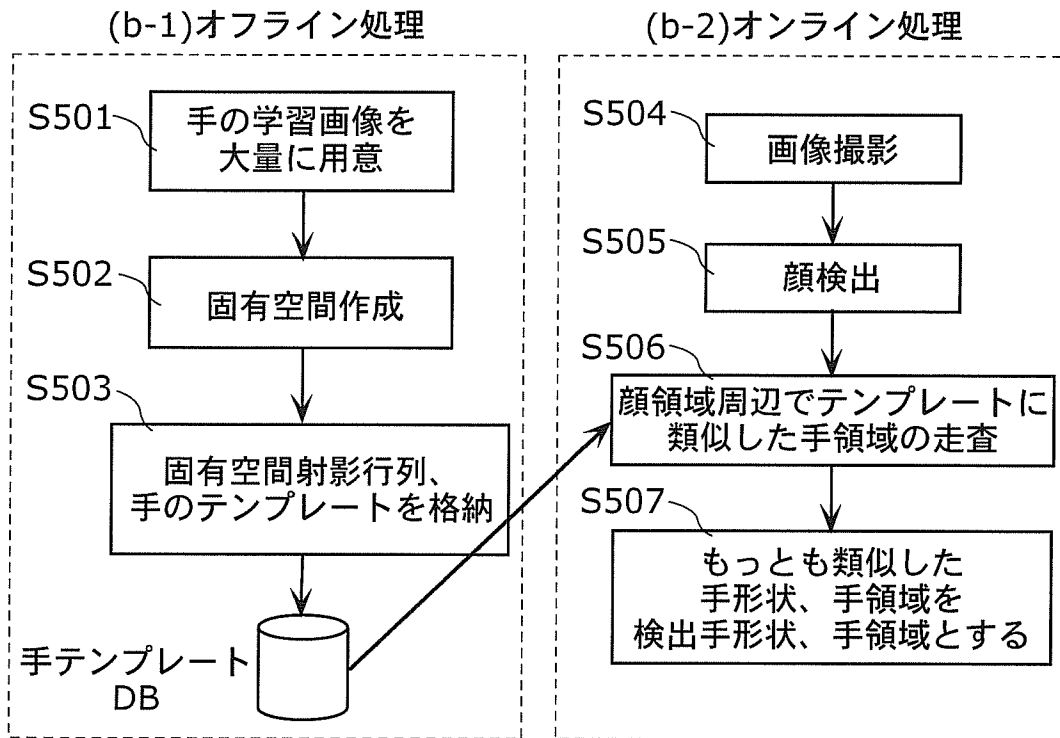 (b-1)オフライン処理
S501
手の学習画像を
大量に用意
S502
固有空間作成
S503
固有空間射影行列、
手のテンプレートを格納
手テンプレート
DB
(b-2)オンライン処理
S504
画像撮影
S505
顔検出
S506
顔領域周辺でテンプレートに
類似した手領域の走査
S507
もっとも類似した
手形状、手領域を
検出手形状、手領域とする